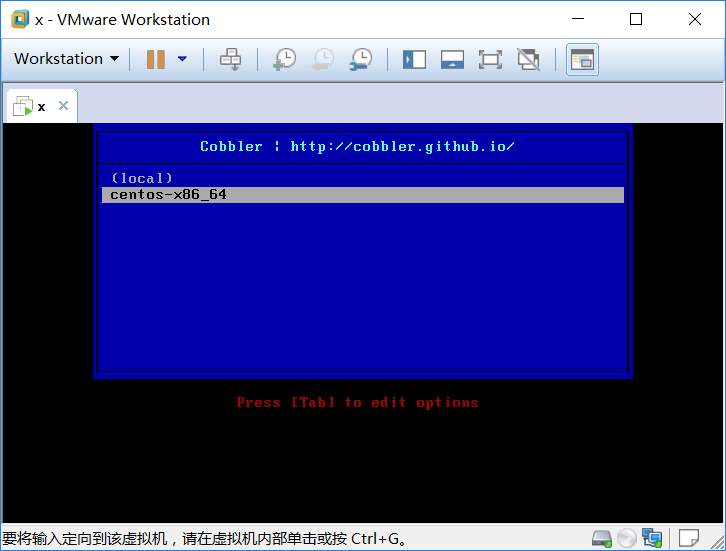 x - VMware Workstation
Workstation
x
Cobbler ¦ http://cobbler.github.io/
(local)
centos-x86_64
Press [Tab] to edit options
要将输入定向到该虚拟机，请在虚拟机内部单击或按 Ctrl+G。